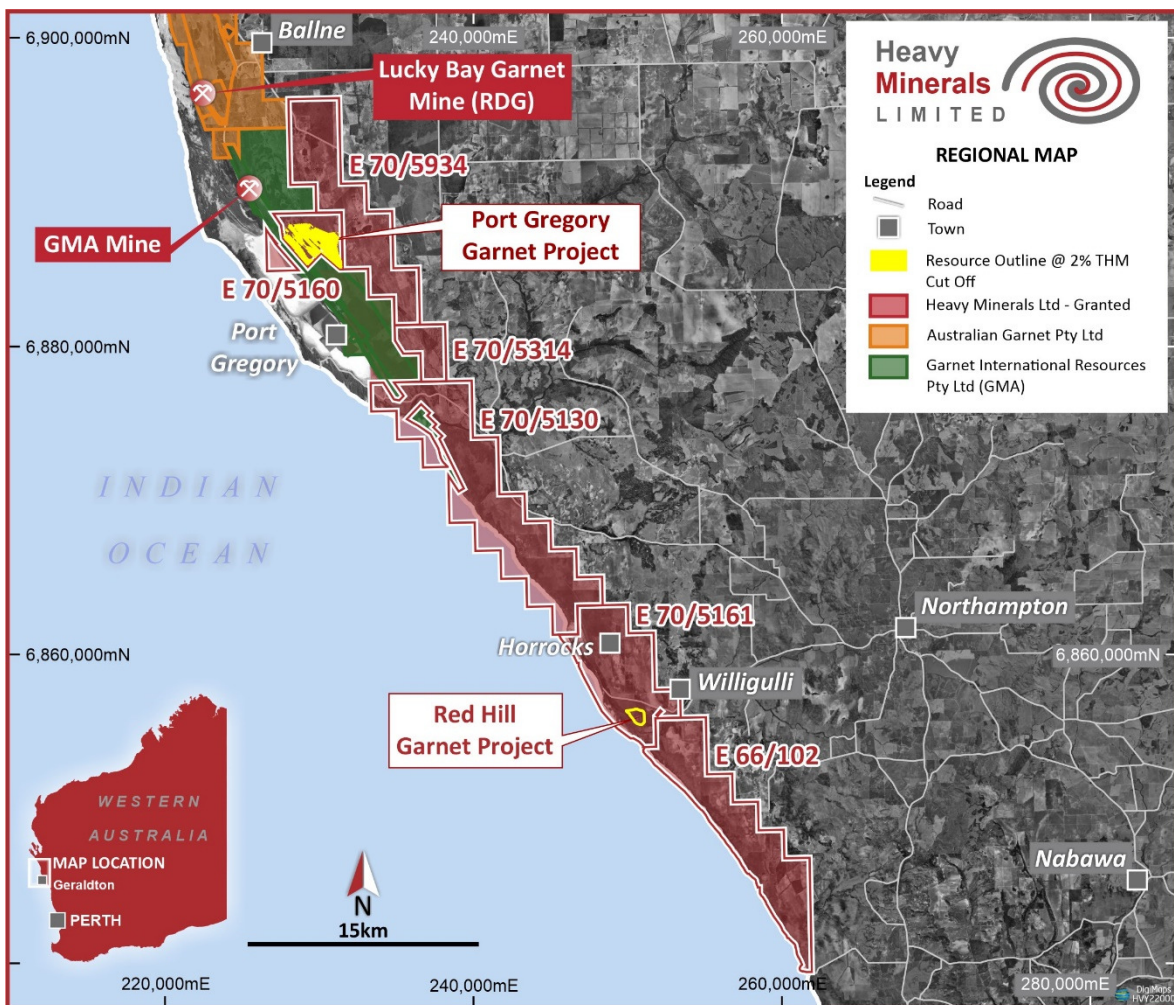 6,900,000mN
Ballne
240,000mE
260,000mE
Heavy
Minerals
LIMITED
REGIONAL MAP
Legend
Road
Town
Resource Outline @ 2% THM
Cut Off
Heavy Minerals Ltd - Granted
Australian Garnet Pty Ltd
Garnet International Resources
Pty Ltd (GMA)
Lucky Bay Garnet
Mine (RDG)
E 70/5934
Port Gregory
Garnet Project
GMA Mine
E 70/5160
Port
Gregory
6,880,000mN
E 70/5314
E 70/5130
INDIAN
OCEAN
E 70/5161
Northampton
Horrocks
6,860,000mN
6,860,000mN
Willigulli
Red Hill
Garnet Project
E 66/102
WESTERN
AUSTRALIA
MAP LOCATION
Geraldton
PERTH
N
15km
Nabawa
220,000mE
240,000mE
260,000mE
280,000mE
DigiMaps